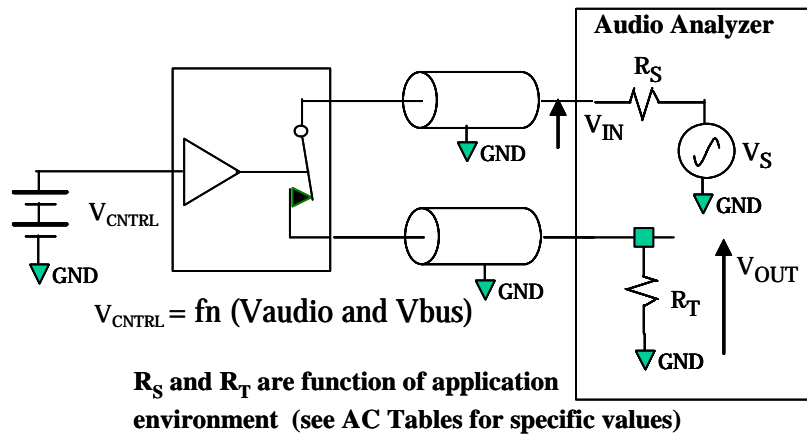 Audio Analyzer
R_S
V_IN
V_S
GND
GND
V_CNTRL
GND
GND
V_OUT
R_T
GND
V_CNTRL = fn (Vaudio and Vbus)
R_S and R_T are function of application
environment (see AC Tables for specific values)